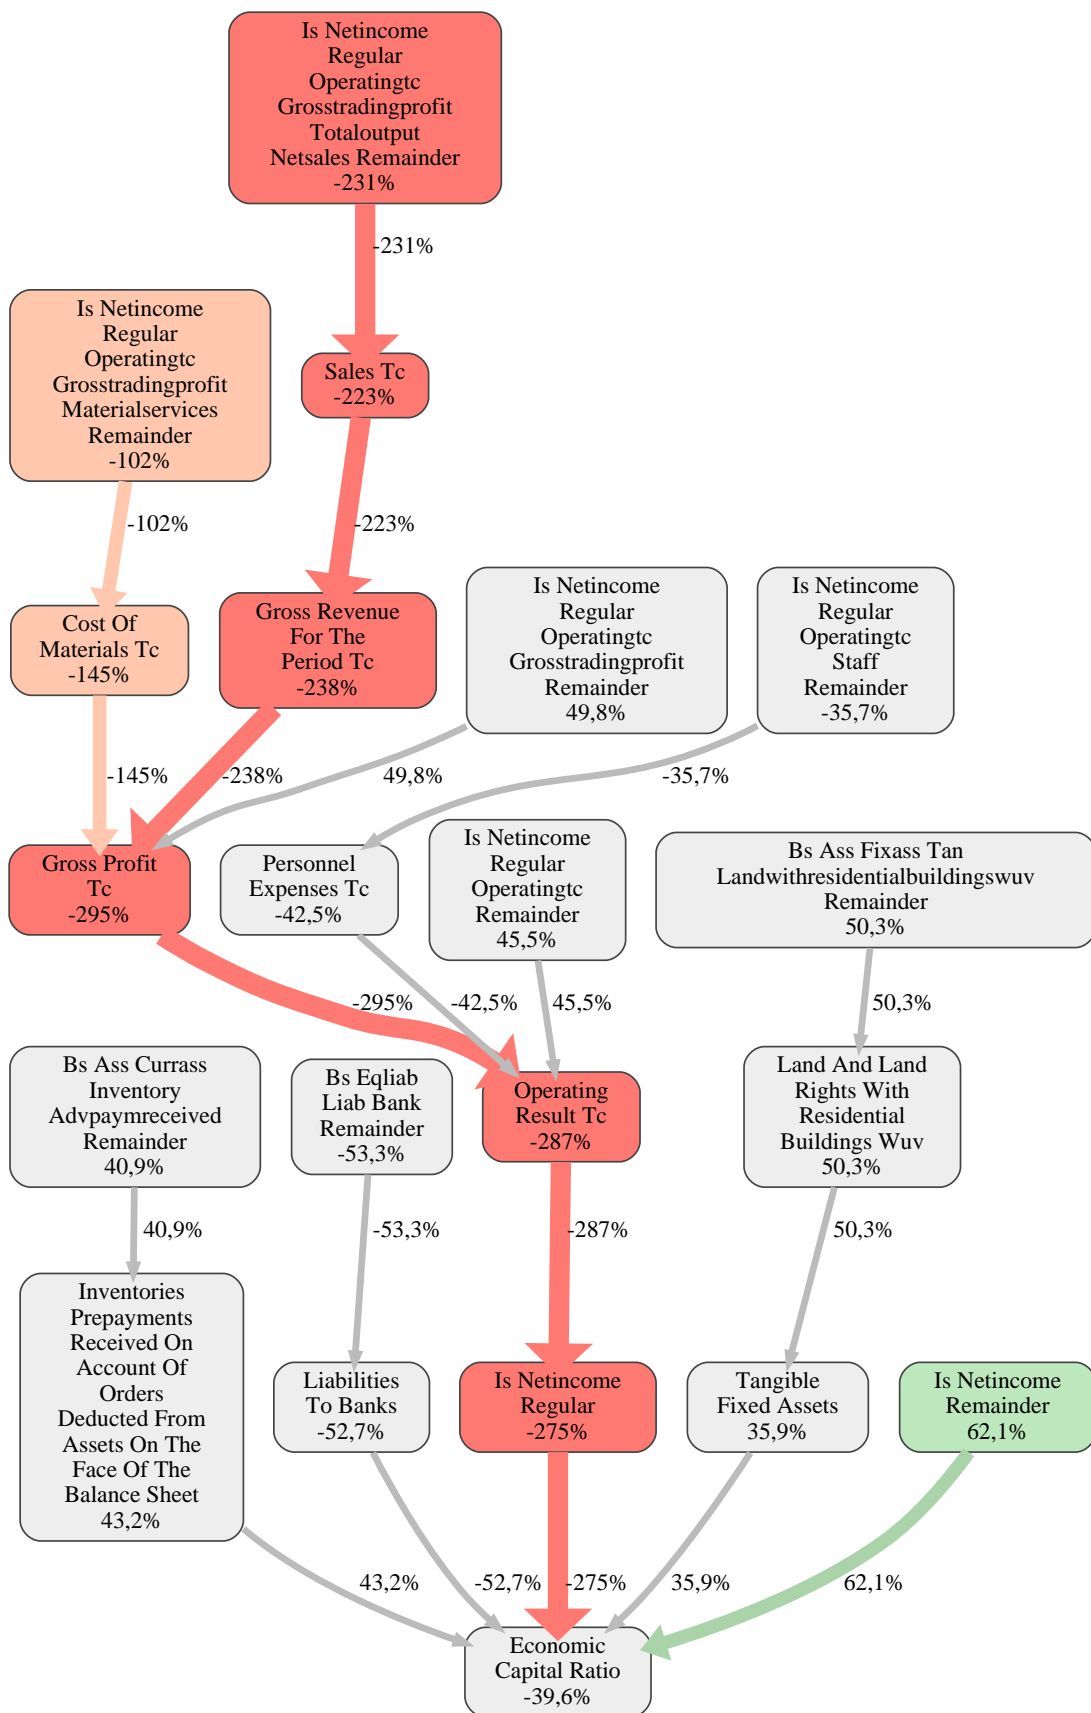 Is Netincome
Regular
Operatingtc
Grosstradingprofit
Totaloutput
Netsales Remainder
-231%
-231%
Is Netincome
Regular
Operatingtc
Grosstradingprofit
Materialservices
Remainder
-102%
Sales Tc
-223%
-102%
-223%
Cost Of
Materials Tc
-145%
Gross Revenue
For The
Period Tc
-238%
Is Netincome
Regular
Operatingtc
Grosstradingprofit
Remainder
49,8%
Is Netincome
Regular
Operatingtc
Staff
Remainder
-35,7%
-145%
-238%
49,8%
-35,7%
Gross Profit
Tc
-295%
Personnel
Expenses Tc
-42,5%
Is Netincome
Regular
Operatingtc
Remainder
45,5%
Bs Ass Fixass Tan
Landwithresidentialbuildingswuv
Remainder
50,3%
-295%
-42,5%
45,5%
50,3%
Bs Ass Currass
Inventory
Advpaymreceived
Remainder
40,9%
Bs Eqliab
Liab Bank
Remainder
-53,3%
Operating
Result Tc
-287%
Land And Land
Rights With
Residential
Buildings Wuv
50,3%
40,9%
-53,3%
-287%
50,3%
Inventories
Prepayments
Received On
Account Of
Orders
Deducted From
Assets On The
Face Of The
Balance Sheet
43,2%
Liabilities
To Banks
-52,7%
Is Netincome
Regular
-275%
Tangible
Fixed Assets
35,9%
Is Netincome
Remainder
62,1%
43,2%
-52,7%
-275%
35,9%
62,1%
Economic
Capital Ratio
-39,6%